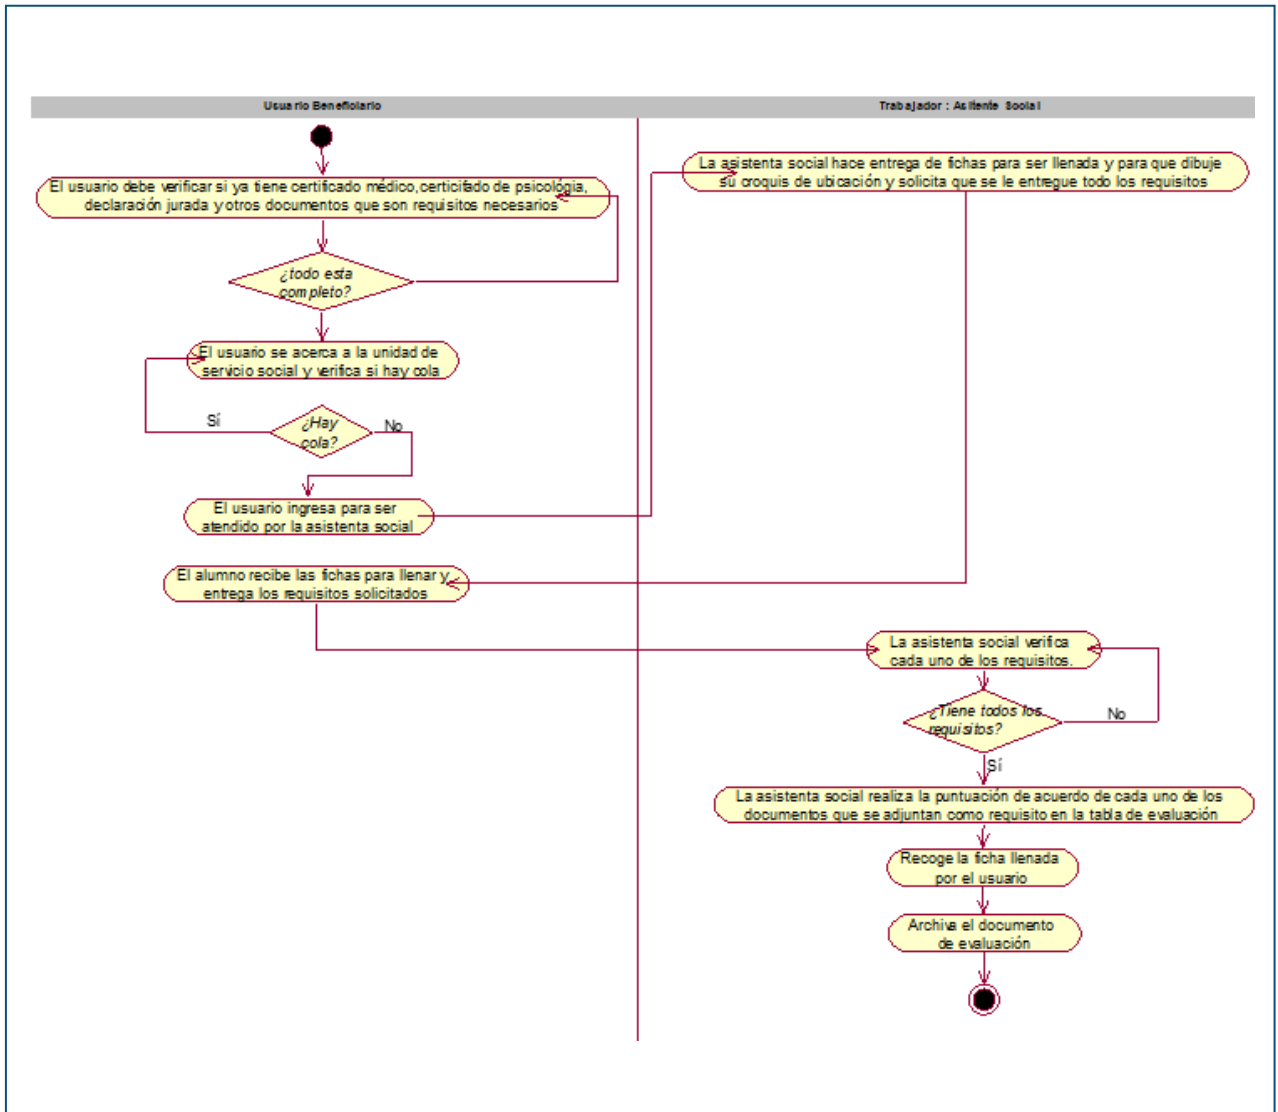 Usuario Beneficiario
Trabajador : Asitente Social
El usuario debe verificar si ya tiene certificado médico,certicifado de psicológia,
declaración jurada y otros documentos que son requisitos necesarios
La asistenta social hace entrega de fichas para ser llenada y para que dibuje
su croquis de ubicación y solicita que se le entregue todo los requisitos
¿todo esta
completo?
El usuario se acerca a la unidad de
servicio social y verifica si hay cola
Sí
¿Hay
cola?
No
El usuario ingresa para ser
atendido por la asistenta social
El alumno recibe las fichas para llenar y
entrega los requisitos solicitados
La asistenta social verifica
cada uno de los requisitos.
¿Tiene todos los
requisitos?
No
Sí
La asistenta social realiza la puntuación de acuerdo de cada uno de los
documentos que se adjuntan como requisito en la tabla de evaluación
Recoge la ficha llenada
por el usuario
Archiva el documento
de evaluación